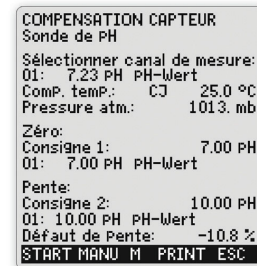 COMPENSATION CAPTEUR
Sonde de PH
Sélectionner canal de mesure:
01: 7.23 PH PH-Wert
Comp. temp.: CJ 25.0 ºC
Pressure atm.: 1013. mb
Zéro:
Consigne 1: 7.00 PH
01: 7.00 PH PH-Wert
Pente:
Consigne 2: 10.00 PH
01: 10.00 PH PH-Wert
Défaut de Pente: -10.8 %
START MANU M PRINT ESC